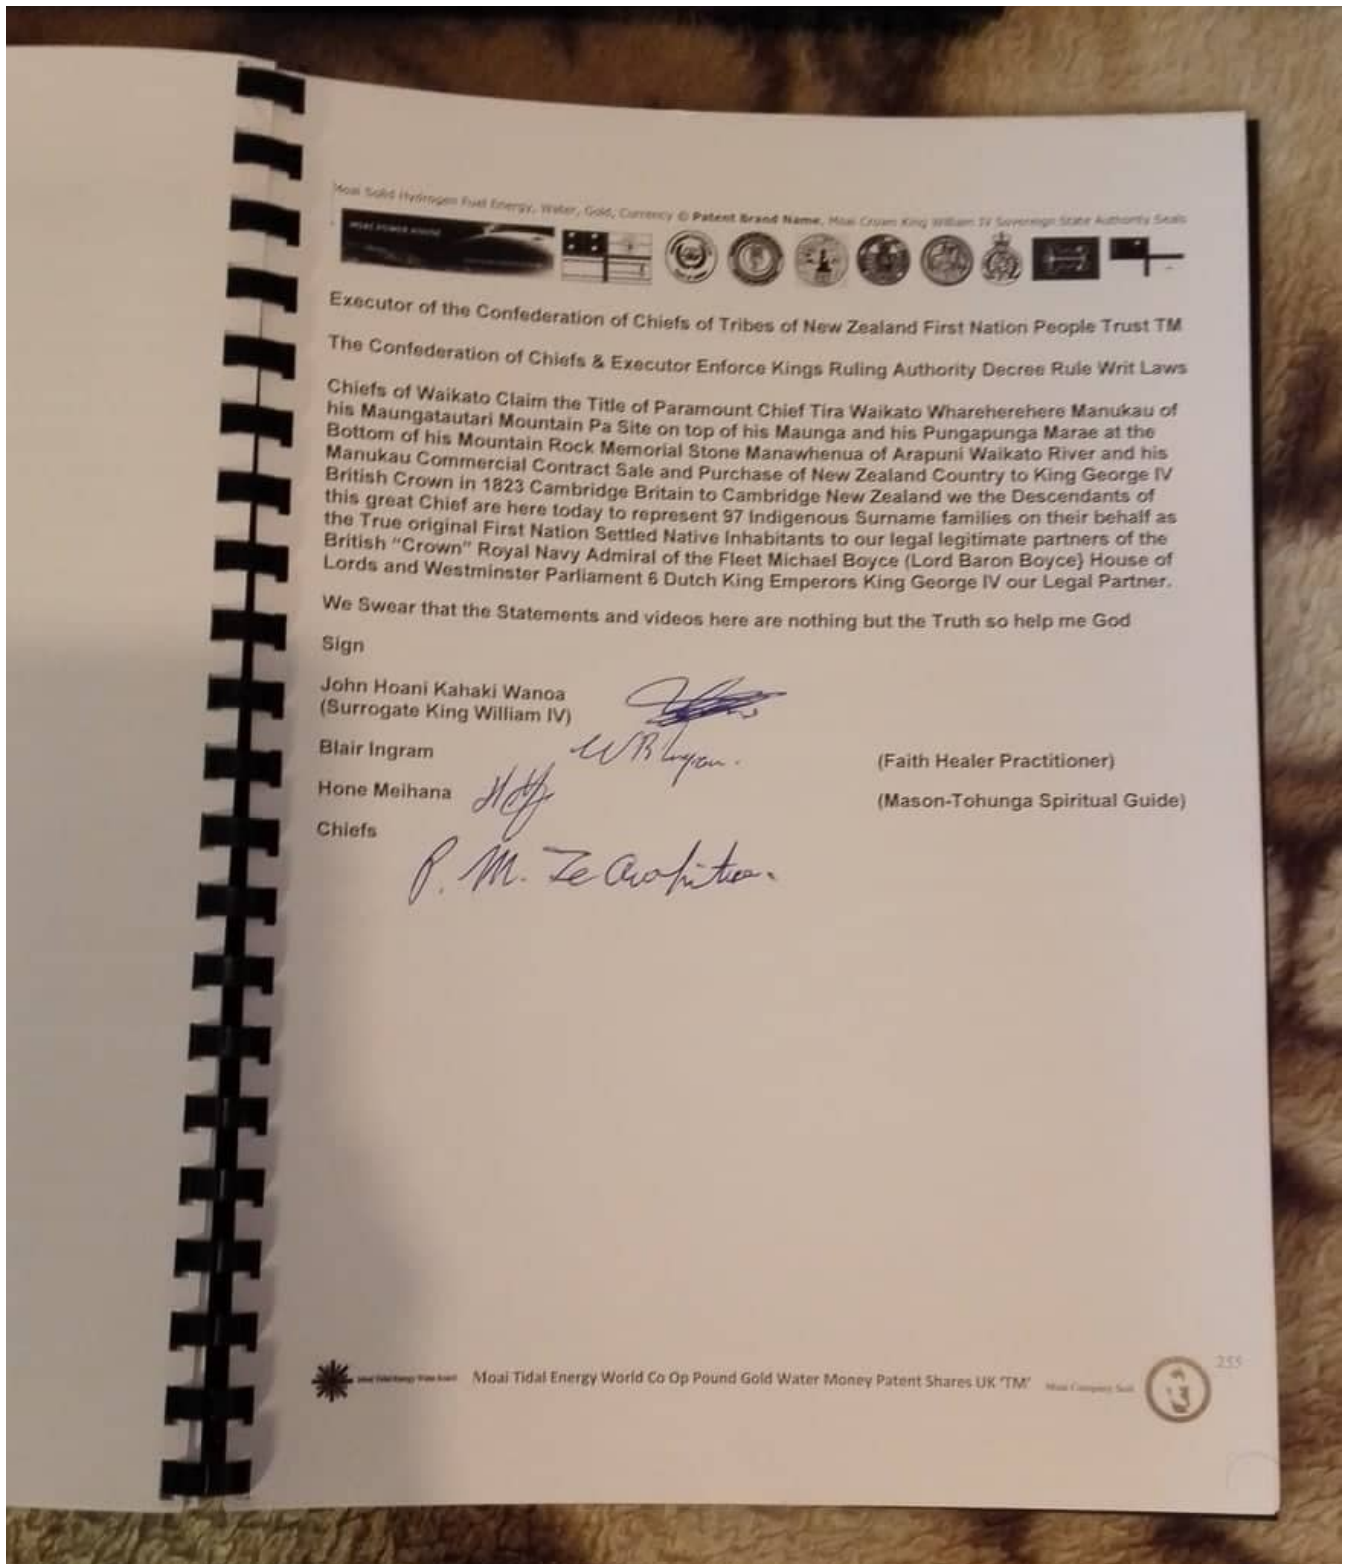 Moai Solid Hydrogen Fuel Energy, Water, Gold, Currency © Patent Brand Name, Moai Crown King William IV Sovereign State Authority Seals
MOAI POWER HOUSE
Executor of the Confederation of Chiefs of Tribes of New Zealand First Nation People Trust TM
The Confederation of Chiefs & Executor Enforce Kings Ruling Authority Decree Rule Writ Laws
Chiefs of Waikato Claim the Title of Paramount Chief Tira Waikato Whareherehere Manukau of
his Maungatautari Mountain Pa Site on top of his Maunga and his Pungapunga Marae at the
Bottom of his Mountain Rock Memorial Stone Manawhenua of Arapuni Waikato River and his
Manukau Commercial Contract Sale and Purchase of New Zealand Country to King George IV
British Crown in 1823 Cambridge Britain to Cambridge New Zealand we the Descendants of
this great Chief are here today to represent 97 Indigenous Surname families on their behalf as
the True original First Nation Settled Native Inhabitants to our legal legitimate partners of the
British "Crown" Royal Navy Admiral of the Fleet Michael Boyce (Lord Baron Boyce) House of
Lords and Westminster Parliament 6 Dutch King Emperors King George IV our Legal Partner.
We Swear that the Statements and videos here are nothing but the Truth so help me God
Sign
John Hoani Kahaki Wanoa
(Surrogate King William IV)
Blair Ingram (Faith Healer Practitioner)
Hone Meihana (Mason-Tohunga Spiritual Guide)
Chiefs
P. M. Te
Moai Tidal Energy World Co Op Pound Gold Water Money Patent Shares UK 'TM' Moai Company Seal
255